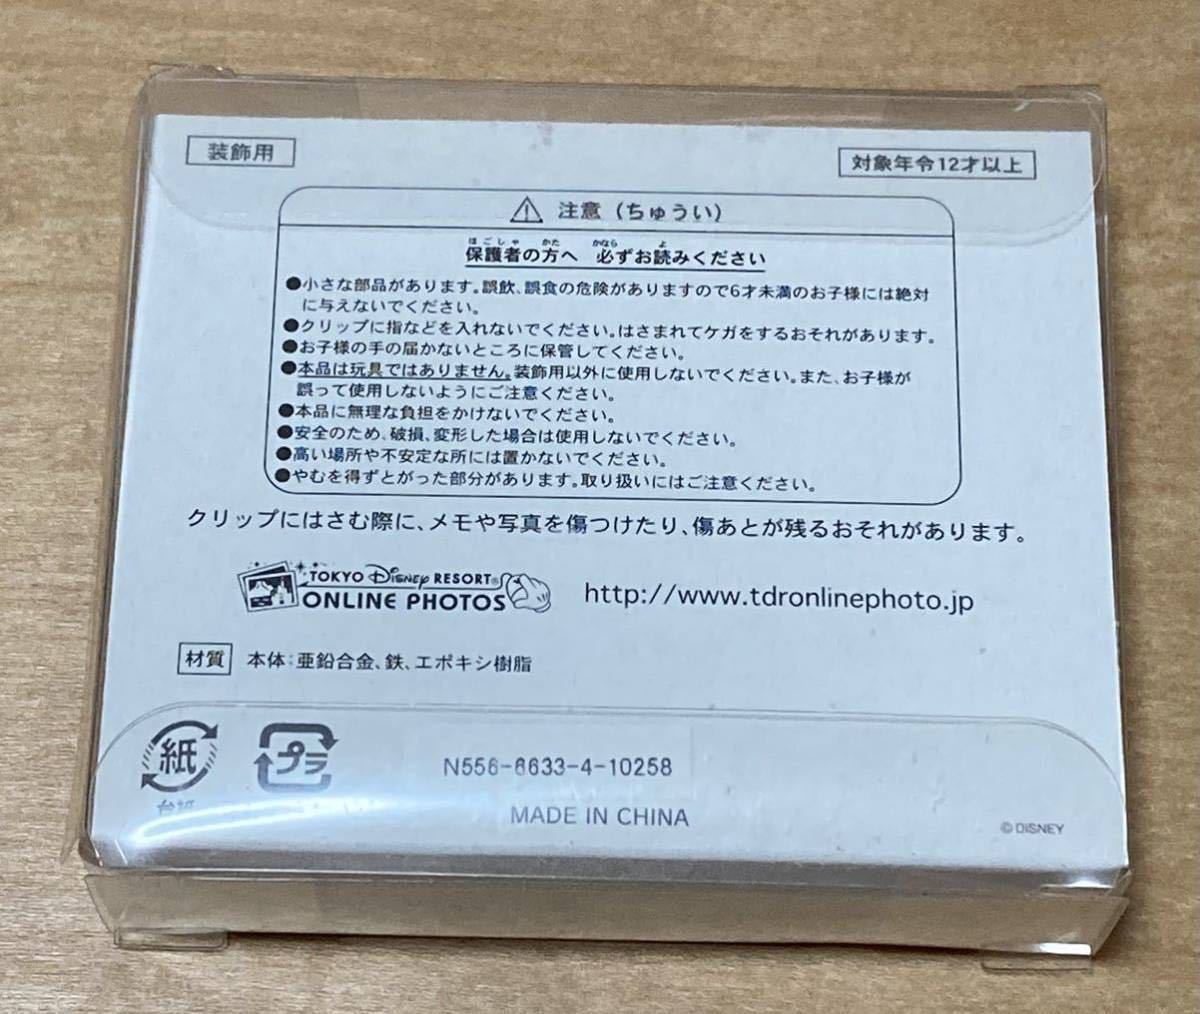 装飾用
対象年令12才以上
注意（ちゅうい）
ほごしゃ かた かなら よ
保護者の方へ 必ずお読みください
●小さな部品があります。誤飲、誤食の危険がありますので6才未満のお子様には絶対
に与えないでください。
●クリップに指などを入れないでください。はさまれてケガをするおそれがあります。
●お子様の手の届かないところに保管してください。
●本品は玩具ではありません。装飾用以外に使用しないでください。また、お子様が
誤って使用しないようにご注意ください。
●本品に無理な負担をかけないでください。
●安全のため、破損、変形した場合は使用しないでください。
●高い場所や不安定な所には置かないでください。
●やむを得ずとがった部分があります。取り扱いにはご注意ください。
クリップにはさむ際に、メモや写真を傷つけたり、傷あとが残るおそれがあります。
TOKYO Disney RESORT®
ONLINE PHOTOS
http://www.tdronlinephoto.jp
材質 本体：亜鉛合金、鉄、エポキシ樹脂
紙 プラ
台紙
N556-6633-4-10258
MADE IN CHINA
© DISNEY